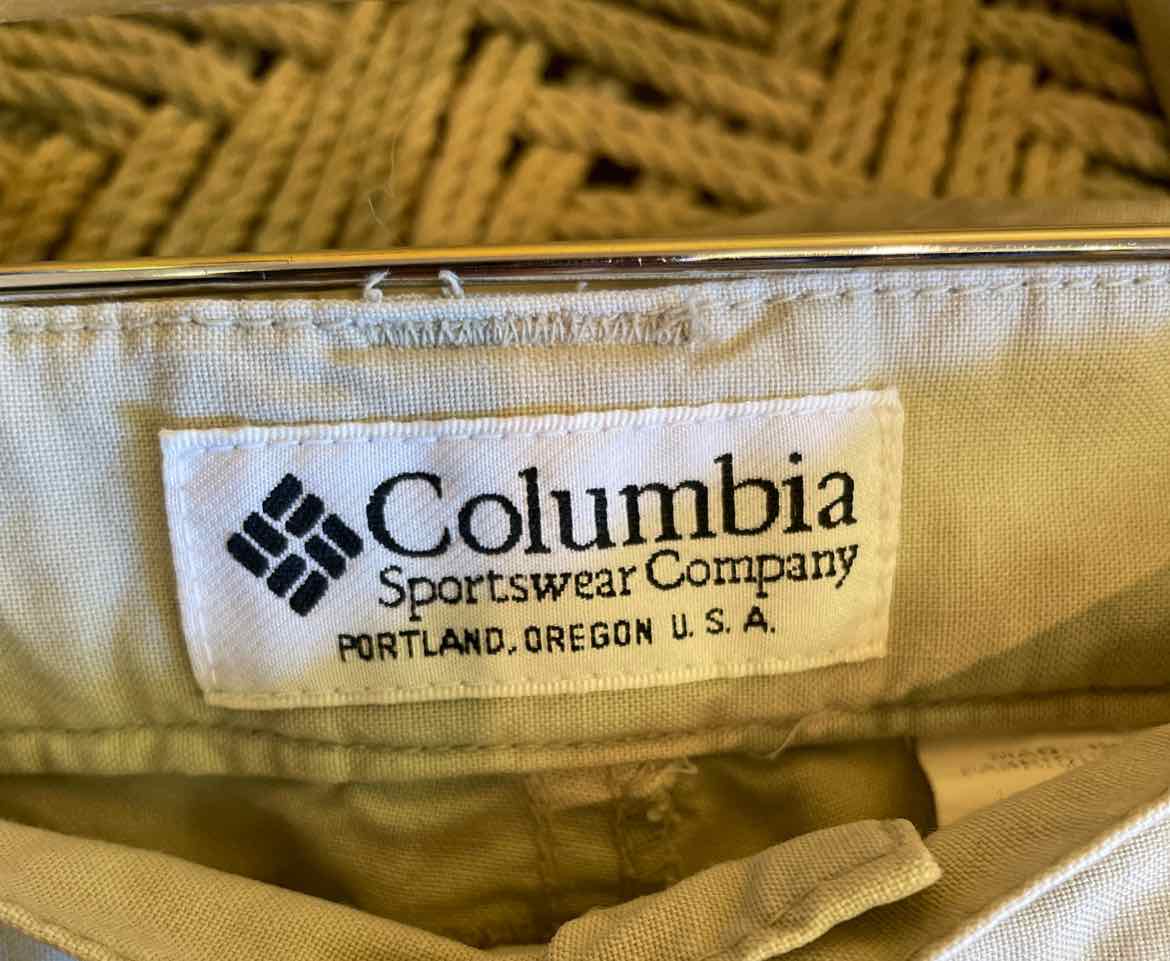 Columbia
Sportswear Company
PORTLAND, OREGON U. S. A.